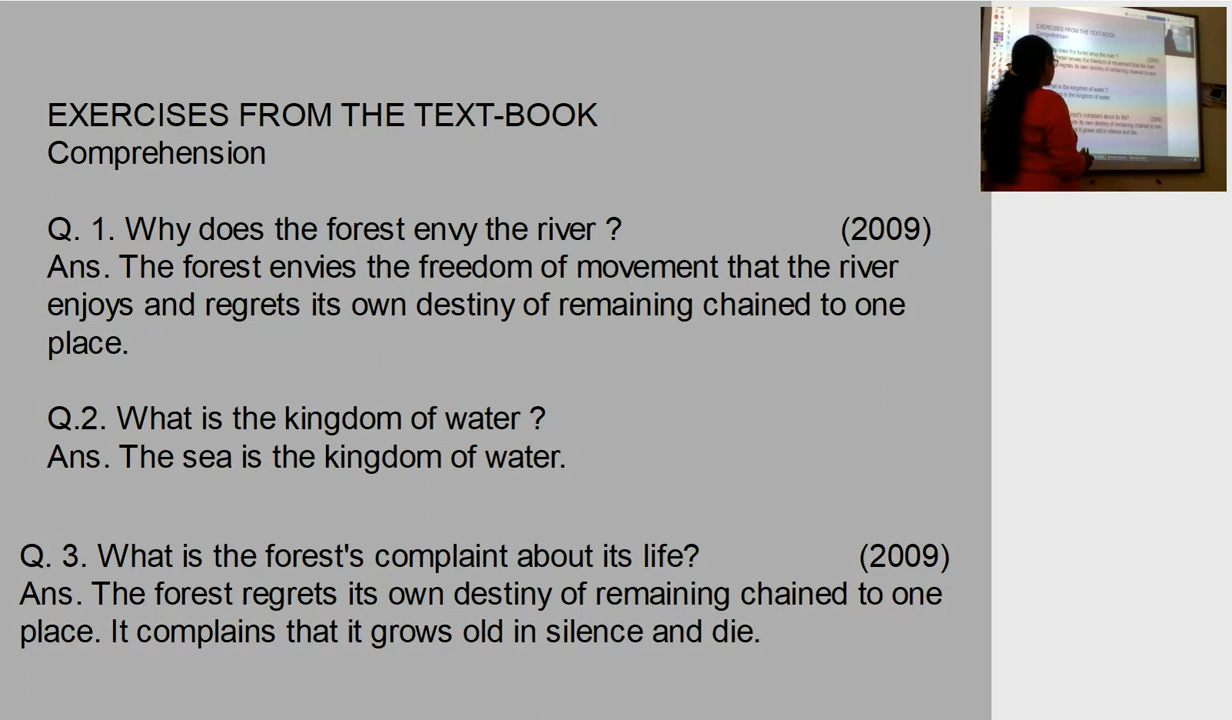 EXERCISES FROM THE TEXT-BOOK
Comprehension
Q. 1. Why does the forest envy the river ? (2009)
Ans. The forest envies the freedom of movement that the river
enjoys and regrets its own destiny of remaining chained to one
place.
Q.2. What is the kingdom of water ?
Ans. The sea is the kingdom of water.
Q. 3. What is the forest's complaint about its life? (2009)
Ans. The forest regrets its own destiny of remaining chained to one
place. It complains that it grows old in silence and die.